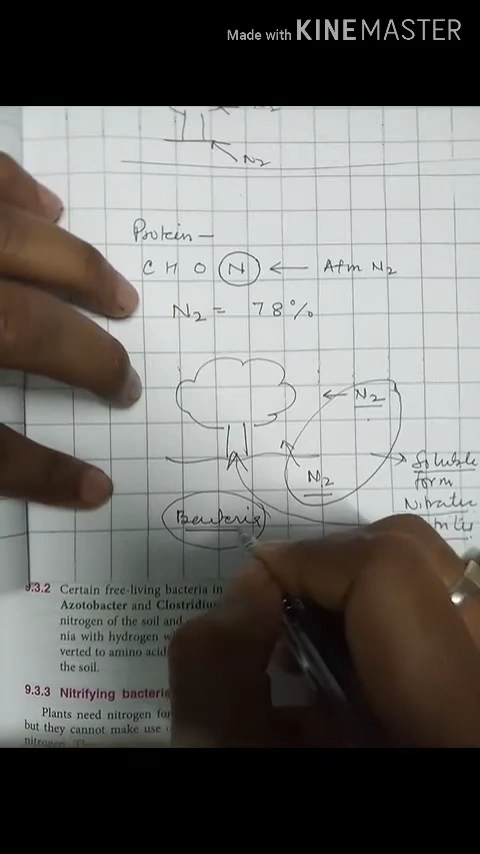 Made with KINEMASTER
N2
Protein —
C H O N ← Atm N2
N2 = 78%
← N2
Soluble
form
N2
Nitrate
Bacteria
9.3.2 Certain free-living bacteria in
Azotobacter and
nitrogen of the soil and
nia with hydrogen
verted to amino acid
the soil.
9.3.3 Nitrifying bacteria
Plants need nitrogen for
but they cannot make use
nitrogen.